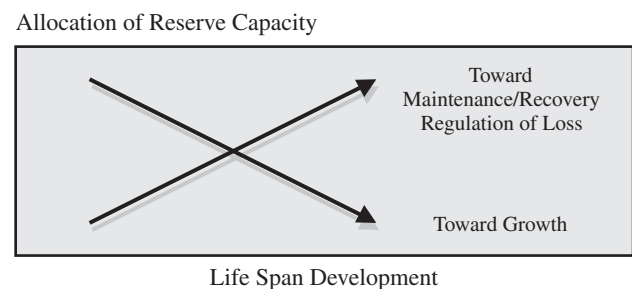 Allocation of Reserve Capacity
Toward
Maintenance/Recovery
Regulation of Loss
Toward Growth
Life Span Development